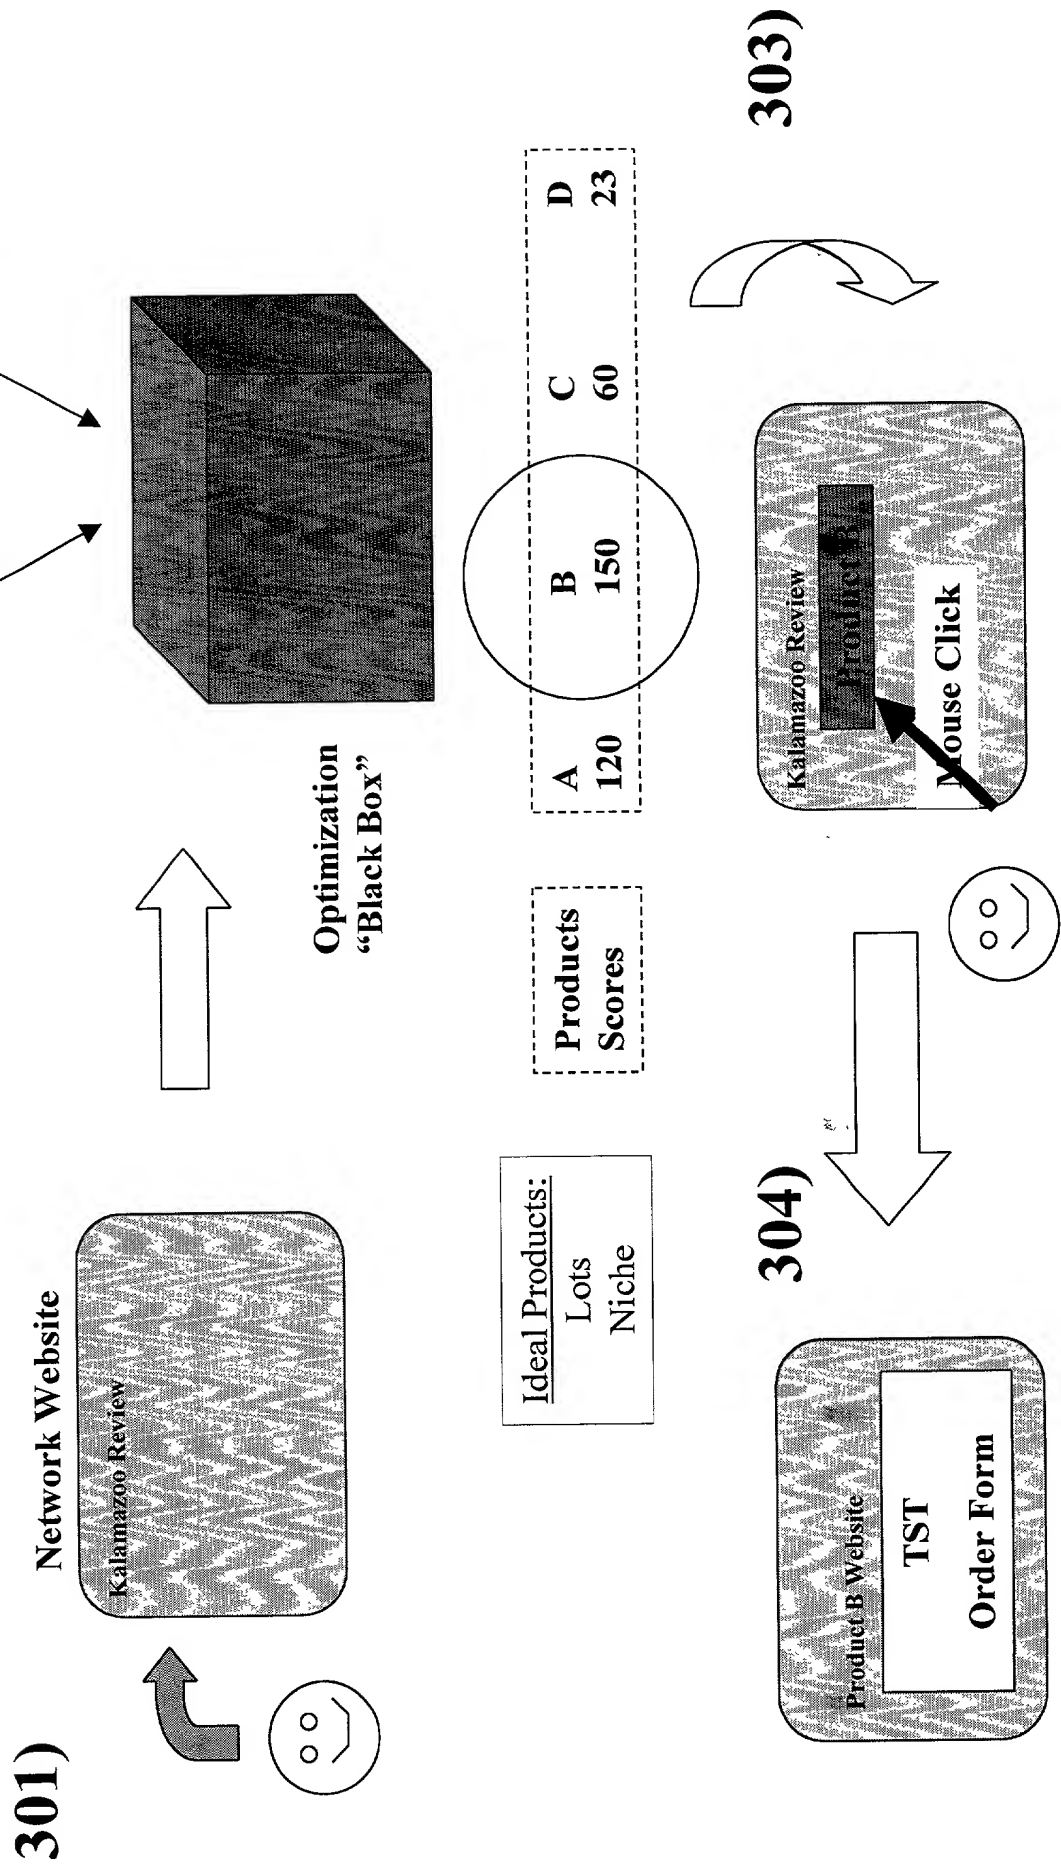 301)
Network Website
Kalamazoo Review
Optimization
“Black Box”
Ideal Products:
Lots
Niche
Products
Scores
A B C D
120 150 60 23
303)
Kalamazoo Review
Product B
Mouse Click
304)
Product B Website
TST
Order Form